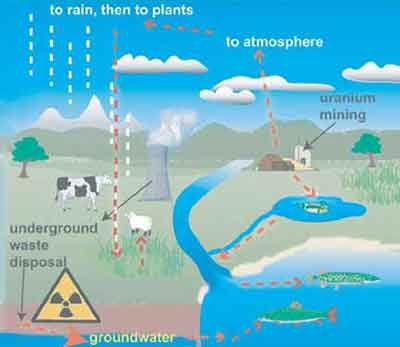 to rain, then to plants
to atmosphere
uranium
mining
underground
waste
disposal
groundwater